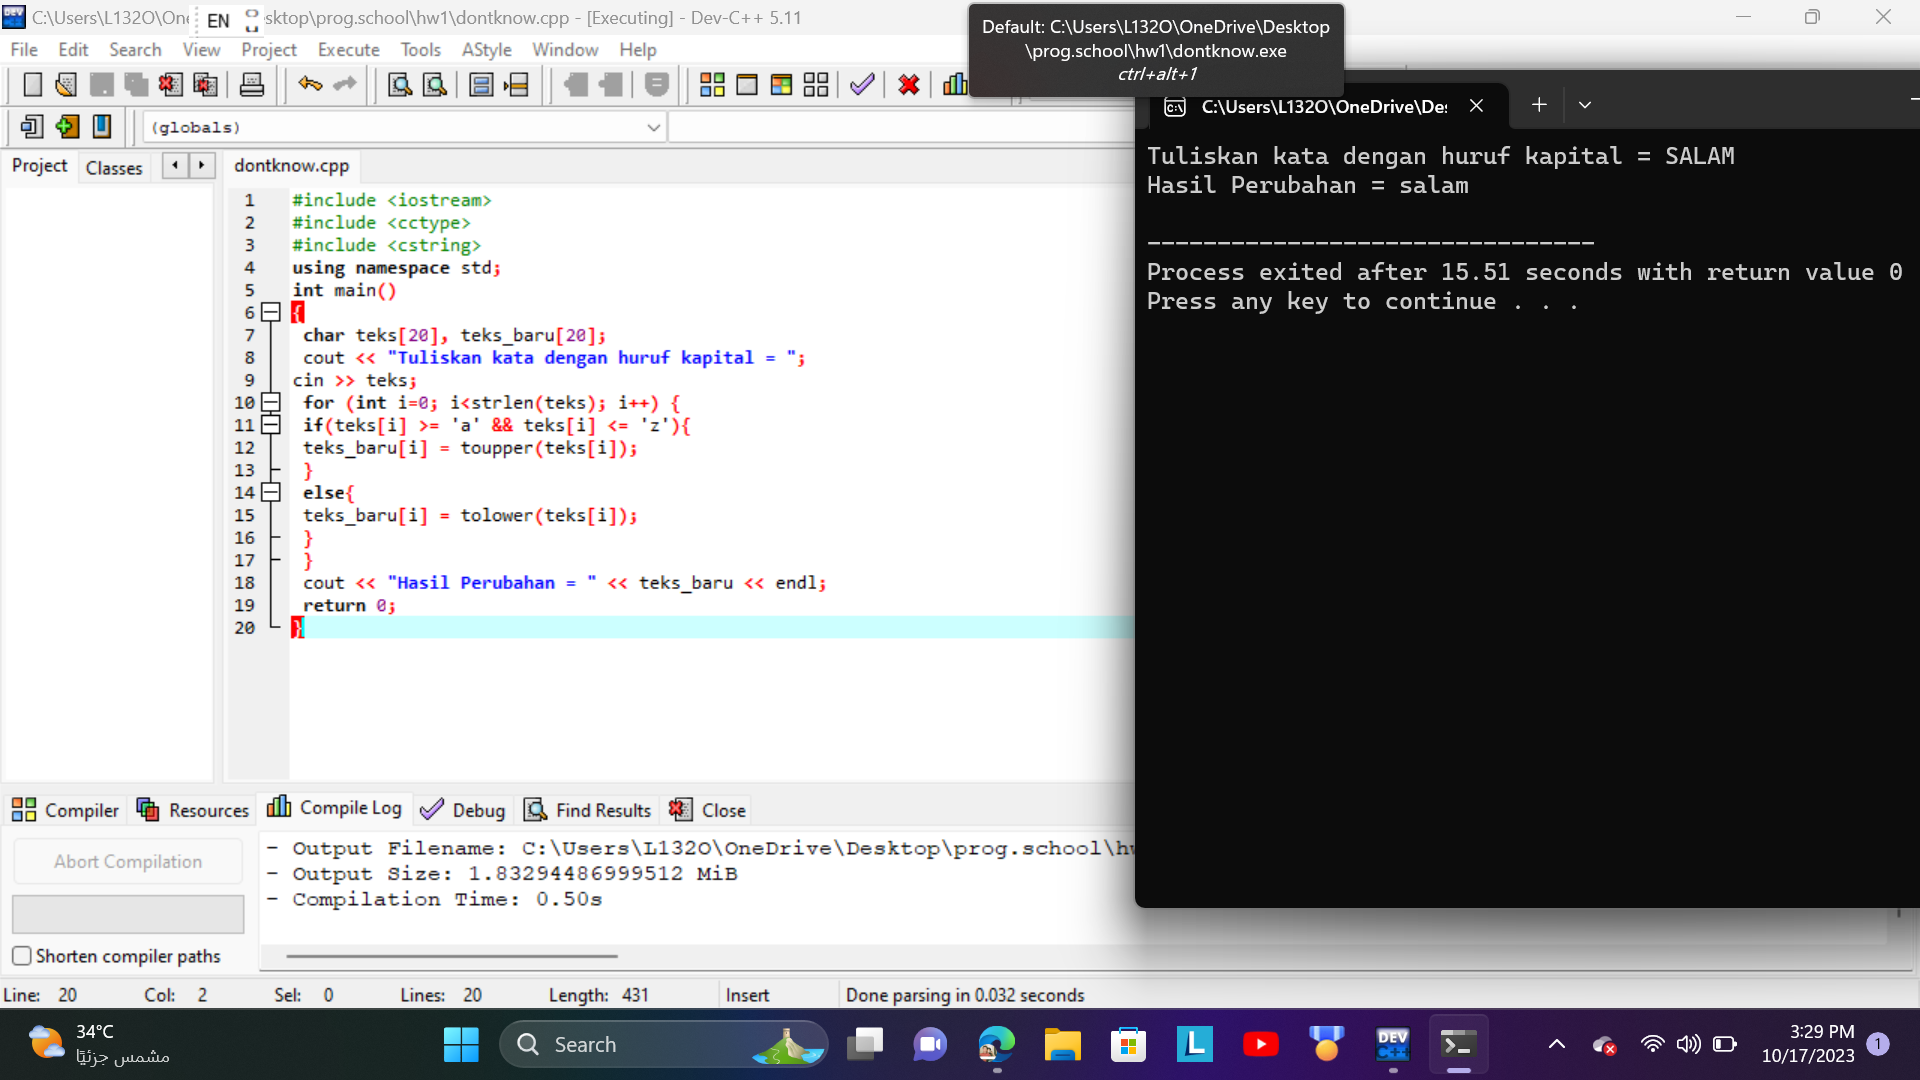 C:\Users\L132O\One
EN
sktop\prog.school\hw1\dontknow.cpp - [Executing] - Dev-C++ 5.11
File Edit Search View Project Execute Tools AStyle Window Help
Default: C:\Users\L132O\OneDrive\Desktop
\prog.school\hw1\dontknow.exe
ctrl+alt+1
(globals)
Project Classes
dontknow.cpp
1 #include <iostream>
2 #include <cctype>
3 #include <cstring>
4 using namespace std;
5 int main()
6 {
7 char teks[20], teks_baru[20];
8 cout << "Tuliskan kata dengan huruf kapital = ";
9 cin >> teks;
10 for (int i=0; i<strlen(teks); i++) {
11 if(teks[i] >= 'a' && teks[i] <= 'z'){
12 teks_baru[i] = toupper(teks[i]);
13 }
14 else{
15 teks_baru[i] = tolower(teks[i]);
16 }
17 }
18 cout << "Hasil Perubahan = " << teks_baru << endl;
19 return 0;
20 }
C:\Users\L132O\OneDrive\De
Tuliskan kata dengan huruf kapital = SALAM
Hasil Perubahan = salam
--------------------------------
Process exited after 15.51 seconds with return value 0
Press any key to continue . . .
Compiler Resources Compile Log Debug Find Results Close
Abort Compilation
Shorten compiler paths
- Output Filename: C:\Users\L132O\OneDrive\Desktop\prog.school\hw
- Output Size: 1.83294486999512 MiB
- Compilation Time: 0.50s
Line: 20 Col: 2 Sel: 0 Lines: 20 Length: 431 Insert Done parsing in 0.032 seconds
34°C
مشمس جزئيًا
Search
L
DEV
C++
3:29 PM
10/17/2023
1